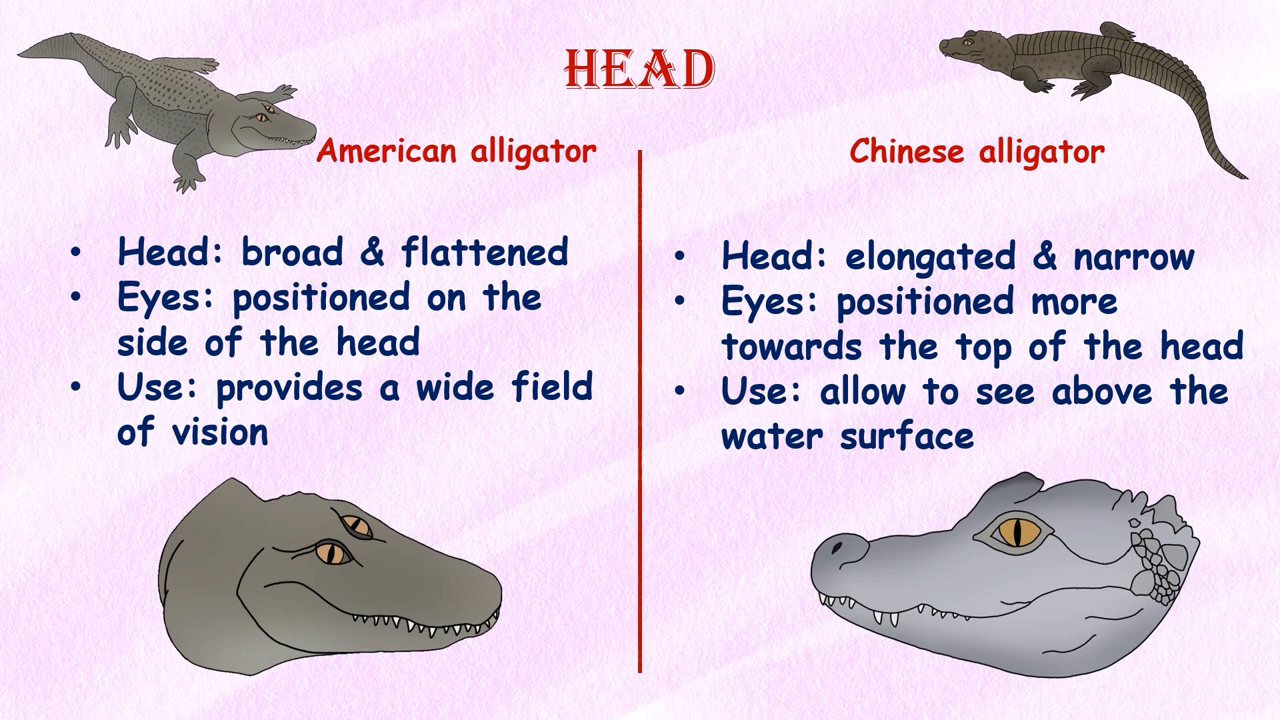 HEAD
American alligator
• Head: broad & flattened
• Eyes: positioned on the
side of the head
• Use: provides a wide field
of vision
Chinese alligator
• Head: elongated & narrow
• Eyes: positioned more
towards the top of the head
• Use: allow to see above the
water surface